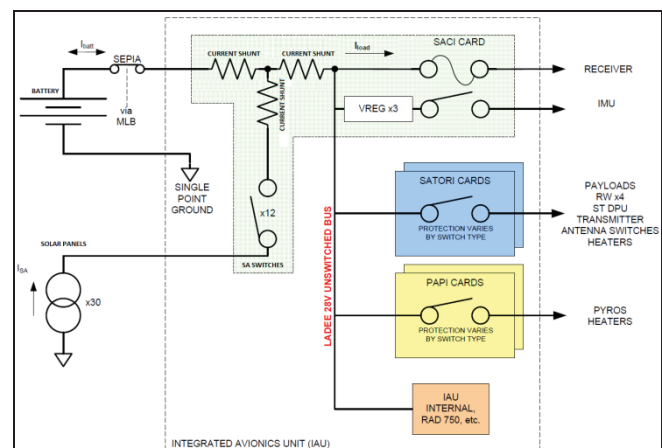 Ibatt
SEPIA
CURRENT SHUNT
CURRENT SHUNT
Iload
SACI CARD
RECEIVER
BATTERY
via
MLB
CURRENT SHUNT
VREG x3
IMU
SINGLE
POINT
GROUND
x12
SA SWITCHES
SATORI CARDS
PROTECTION VARIES
BY SWITCH TYPE
PAYLOADS
RW x4
ST DPU
TRANSMITTER
ANTENNA SWITCHES
HEATERS
LADEE 28V UNSWITCHED BUS
SOLAR PANELS
ISA
x30
PAPI CARDS
PROTECTION VARIES
BY SWITCH TYPE
PYROS
HEATERS
IAU
INTERNAL,
RAD 750, etc.
INTEGRATED AVIONICS UNIT (IAU)